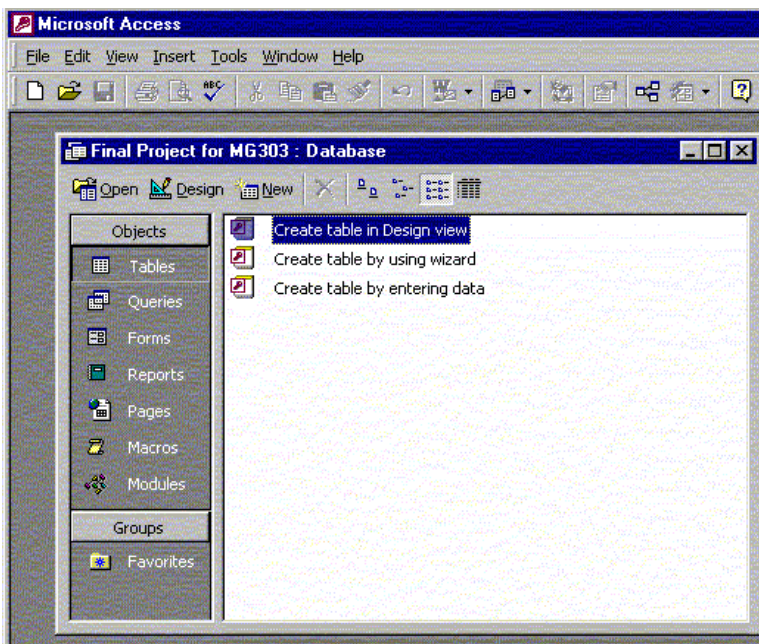 Microsoft Access
File Edit View Insert Tools Window Help
ABC
Final Project for MG303 : Database
Open Design New
Objects
Tables
Queries
Forms
Reports
Pages
Macros
Modules
Groups
Favorites
Create table in Design view
Create table by using wizard
Create table by entering data